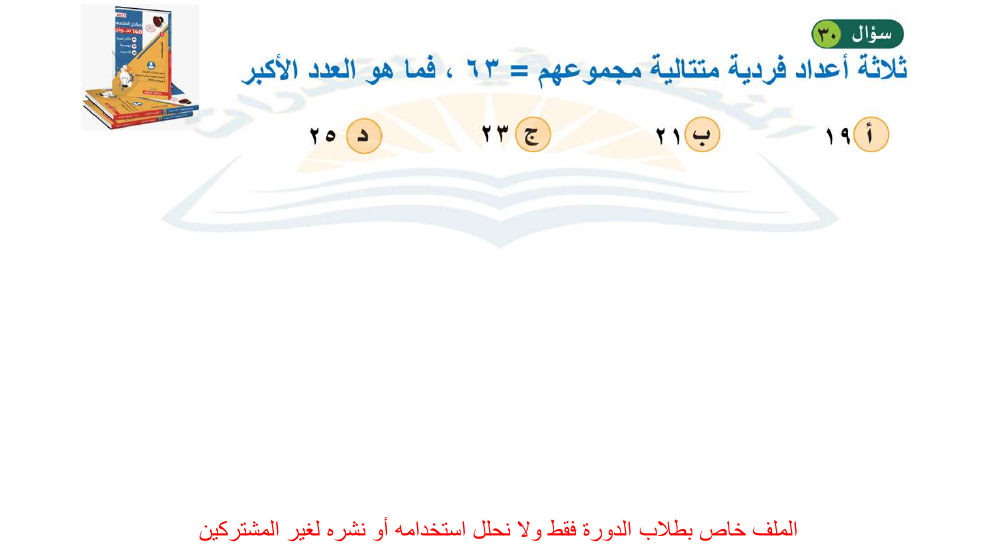 سؤال ٣٠
ثلاثة أعداد فردية متتالية مجموعهم = ٦٣ ، فما هو العدد الأكبر
أ ١٩ ب ٢١ ج ٢٣ د ٢٥
الملف خاص بطلاب الدورة فقط ولا نحلل استخدامه أو نشره لغير المشتركين